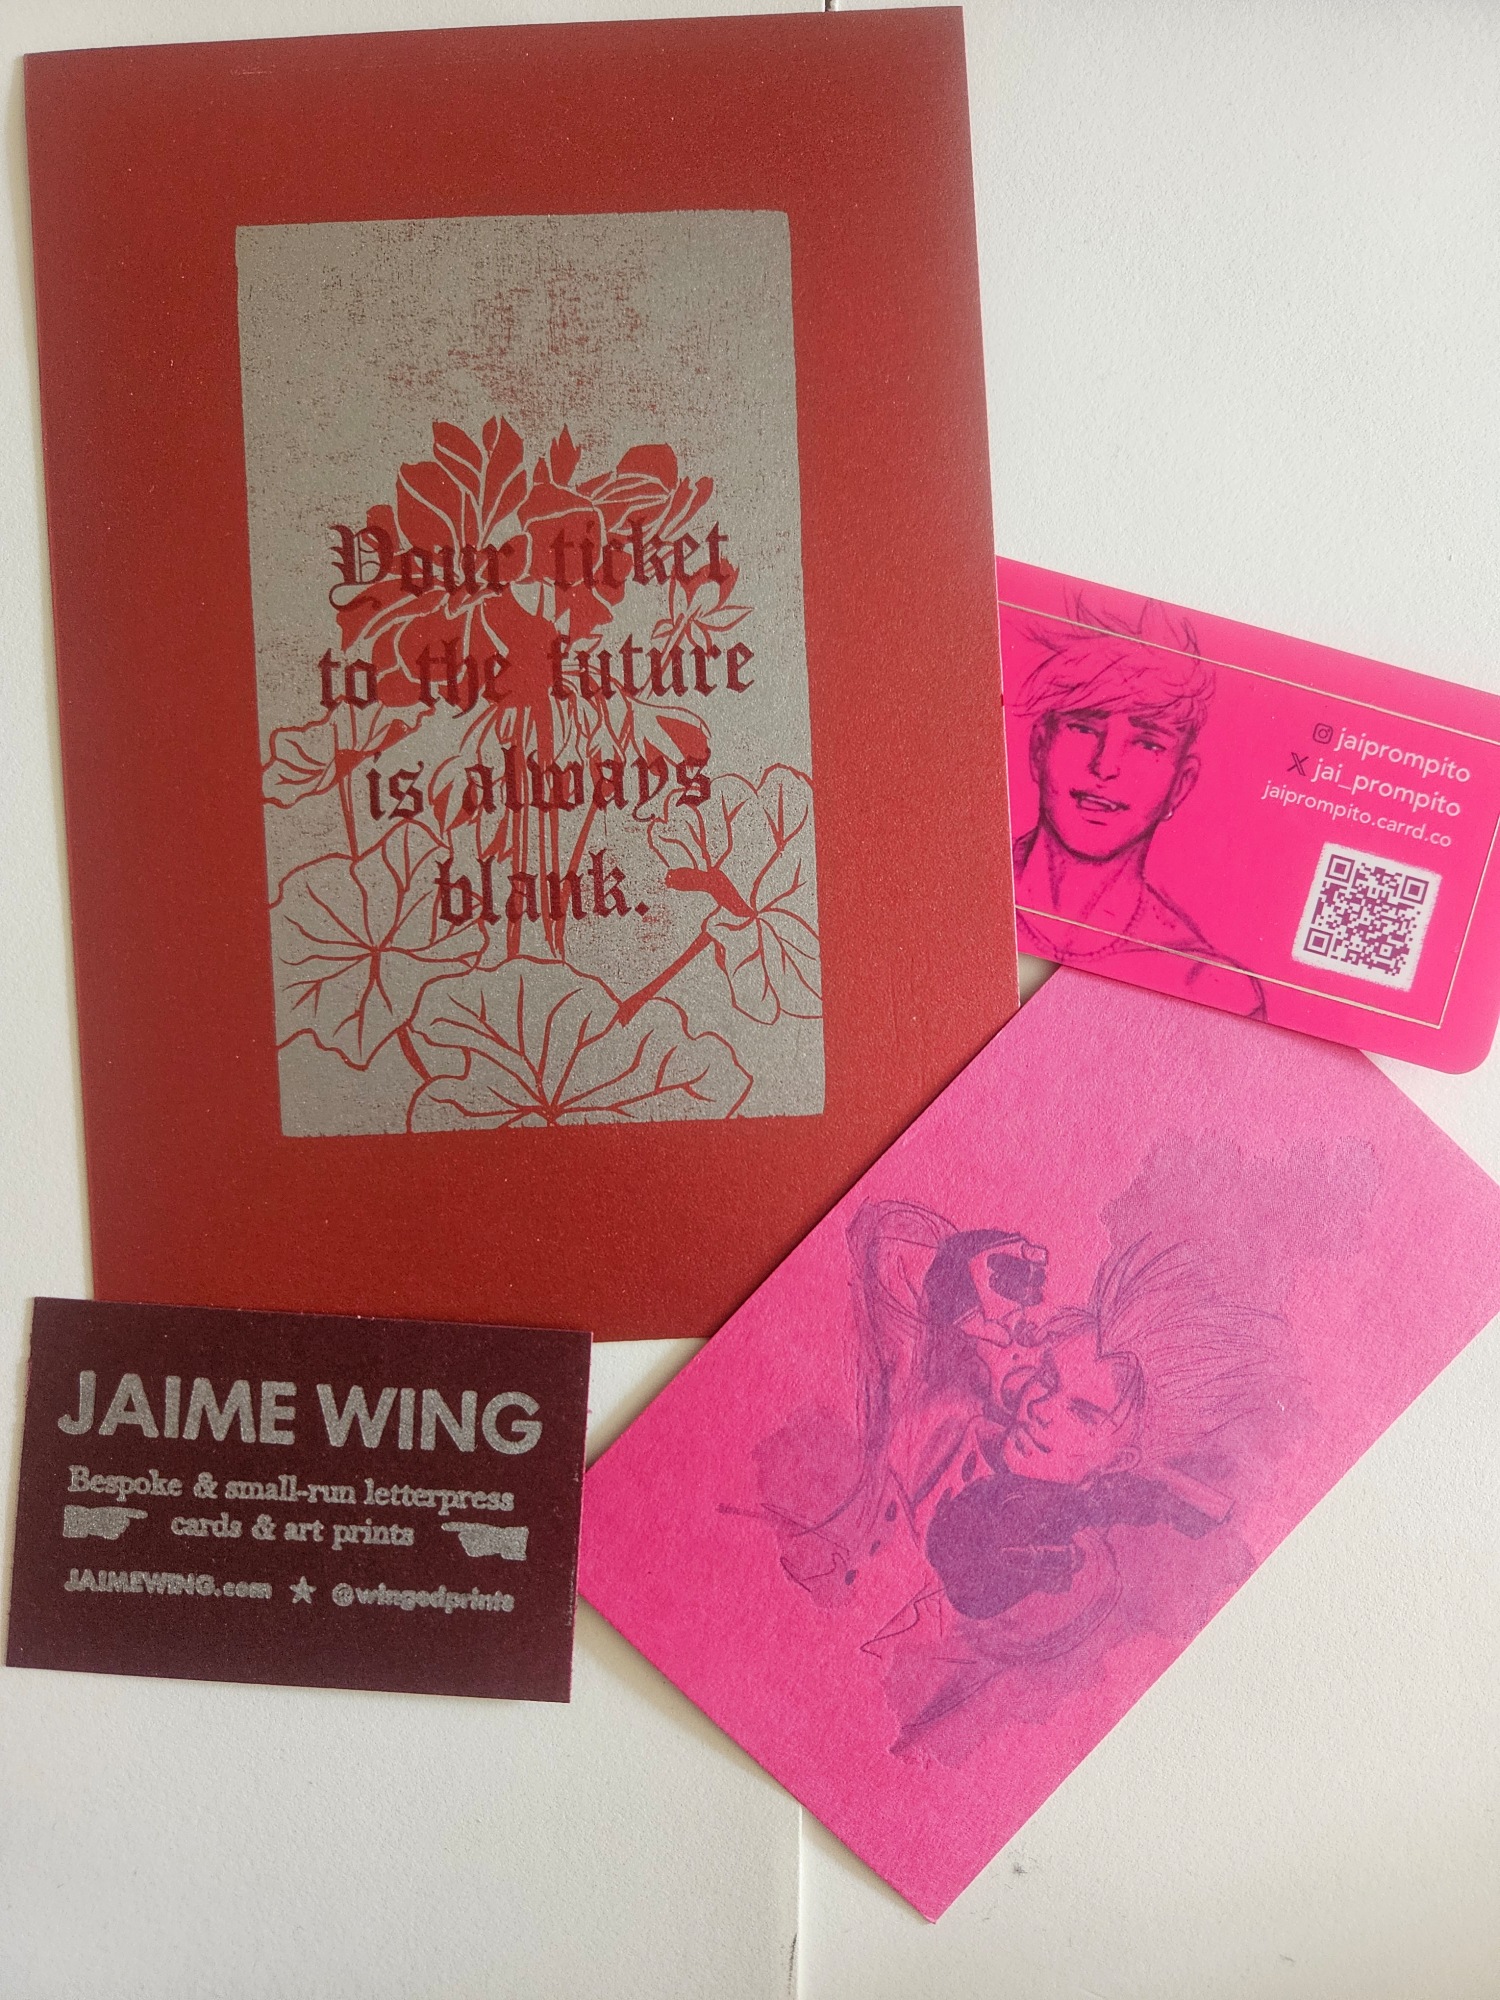 Your ticket
to the future
is always
blank.
jaiprompito
jai_prompito
jaiprompito.carrd.co
JAIME WING
Bespoke & small-run letterpress
cards & art prints
JAIMEWING.com ★ @wingedprints